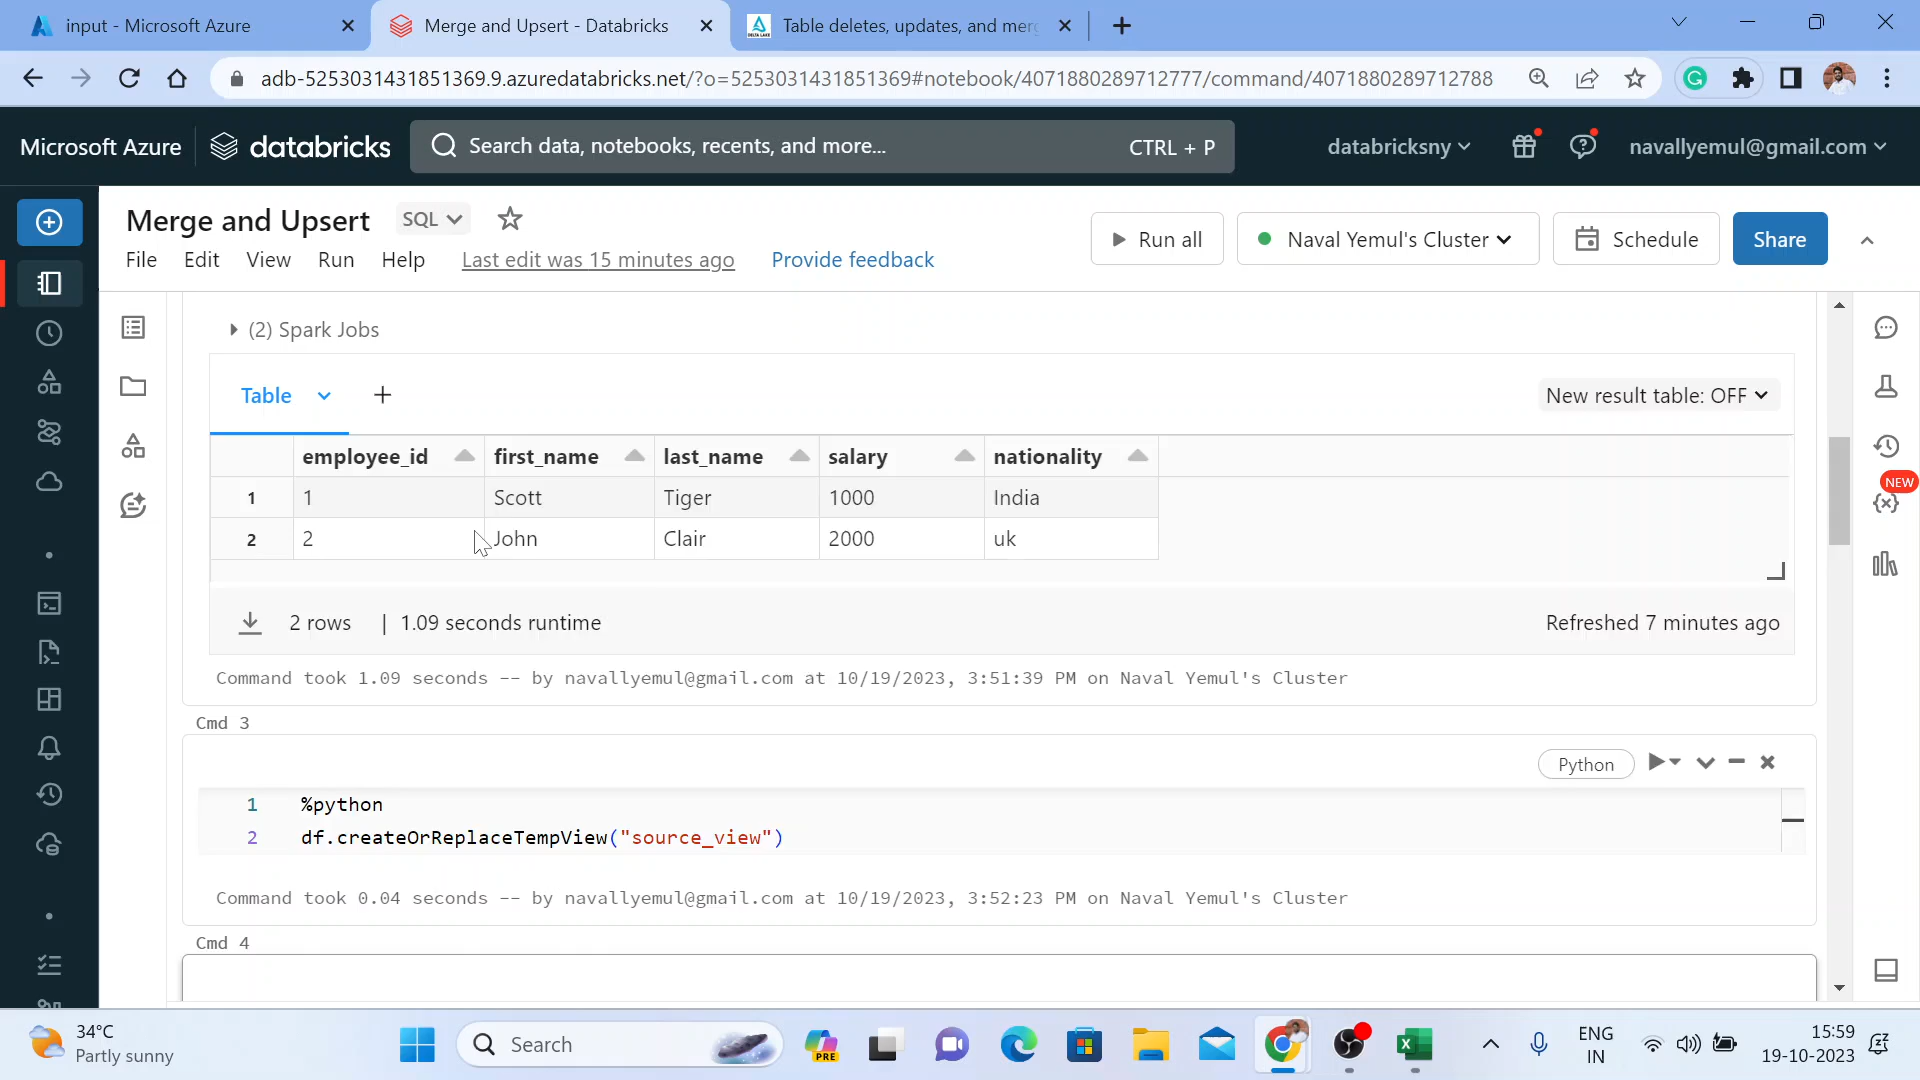 input - Microsoft Azure
Merge and Upsert - Databricks
Table deletes, updates, and mer
adb-5253031431851369.9.azuredatabricks.net/?o=5253031431851369#notebook/4071880289712777/command/4071880289712788
Microsoft Azure
databricks
Search data, notebooks, recents, and more...
CTRL + P
databricksny
navallyemul@gmail.com
Merge and Upsert
SQL
File Edit View Run Help
Last edit was 15 minutes ago
Provide feedback
Run all
Naval Yemul's Cluster
Schedule
Share
(2) Spark Jobs
Table
+
New result table: OFF
employee_id first_name last_name salary nationality
1 1 Scott Tiger 1000 India
2 2 John Clair 2000 uk
2 rows | 1.09 seconds runtime
Refreshed 7 minutes ago
Command took 1.09 seconds -- by navallyemul@gmail.com at 10/19/2023, 3:51:39 PM on Naval Yemul's Cluster
NEW
Cmd 3
Python
1 %python
2 df.createOrReplaceTempView("source_view")
Command took 0.04 seconds -- by navallyemul@gmail.com at 10/19/2023, 3:52:23 PM on Naval Yemul's Cluster
Cmd 4
34°C
Partly sunny
Search
PRE
ENG
IN
15:59
19-10-2023